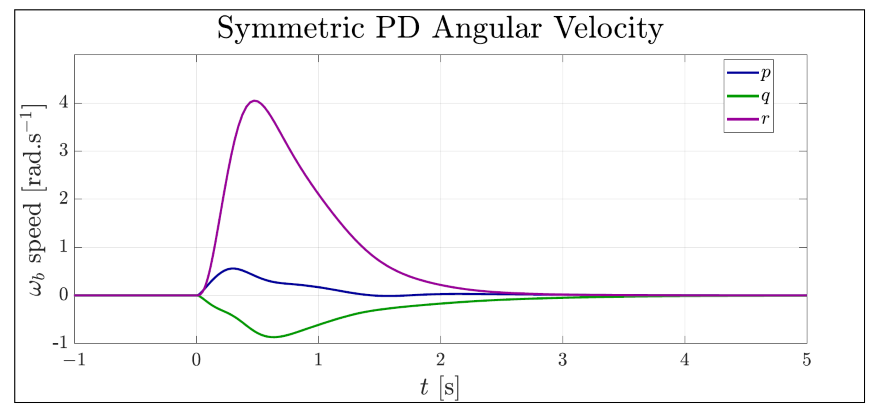 Symmetric PD Angular Velocity
p
q
r
4
3
2
1
0
-1
ω_b speed [rad.s⁻¹]
−1
0
1
2
3
4
5
t [s]